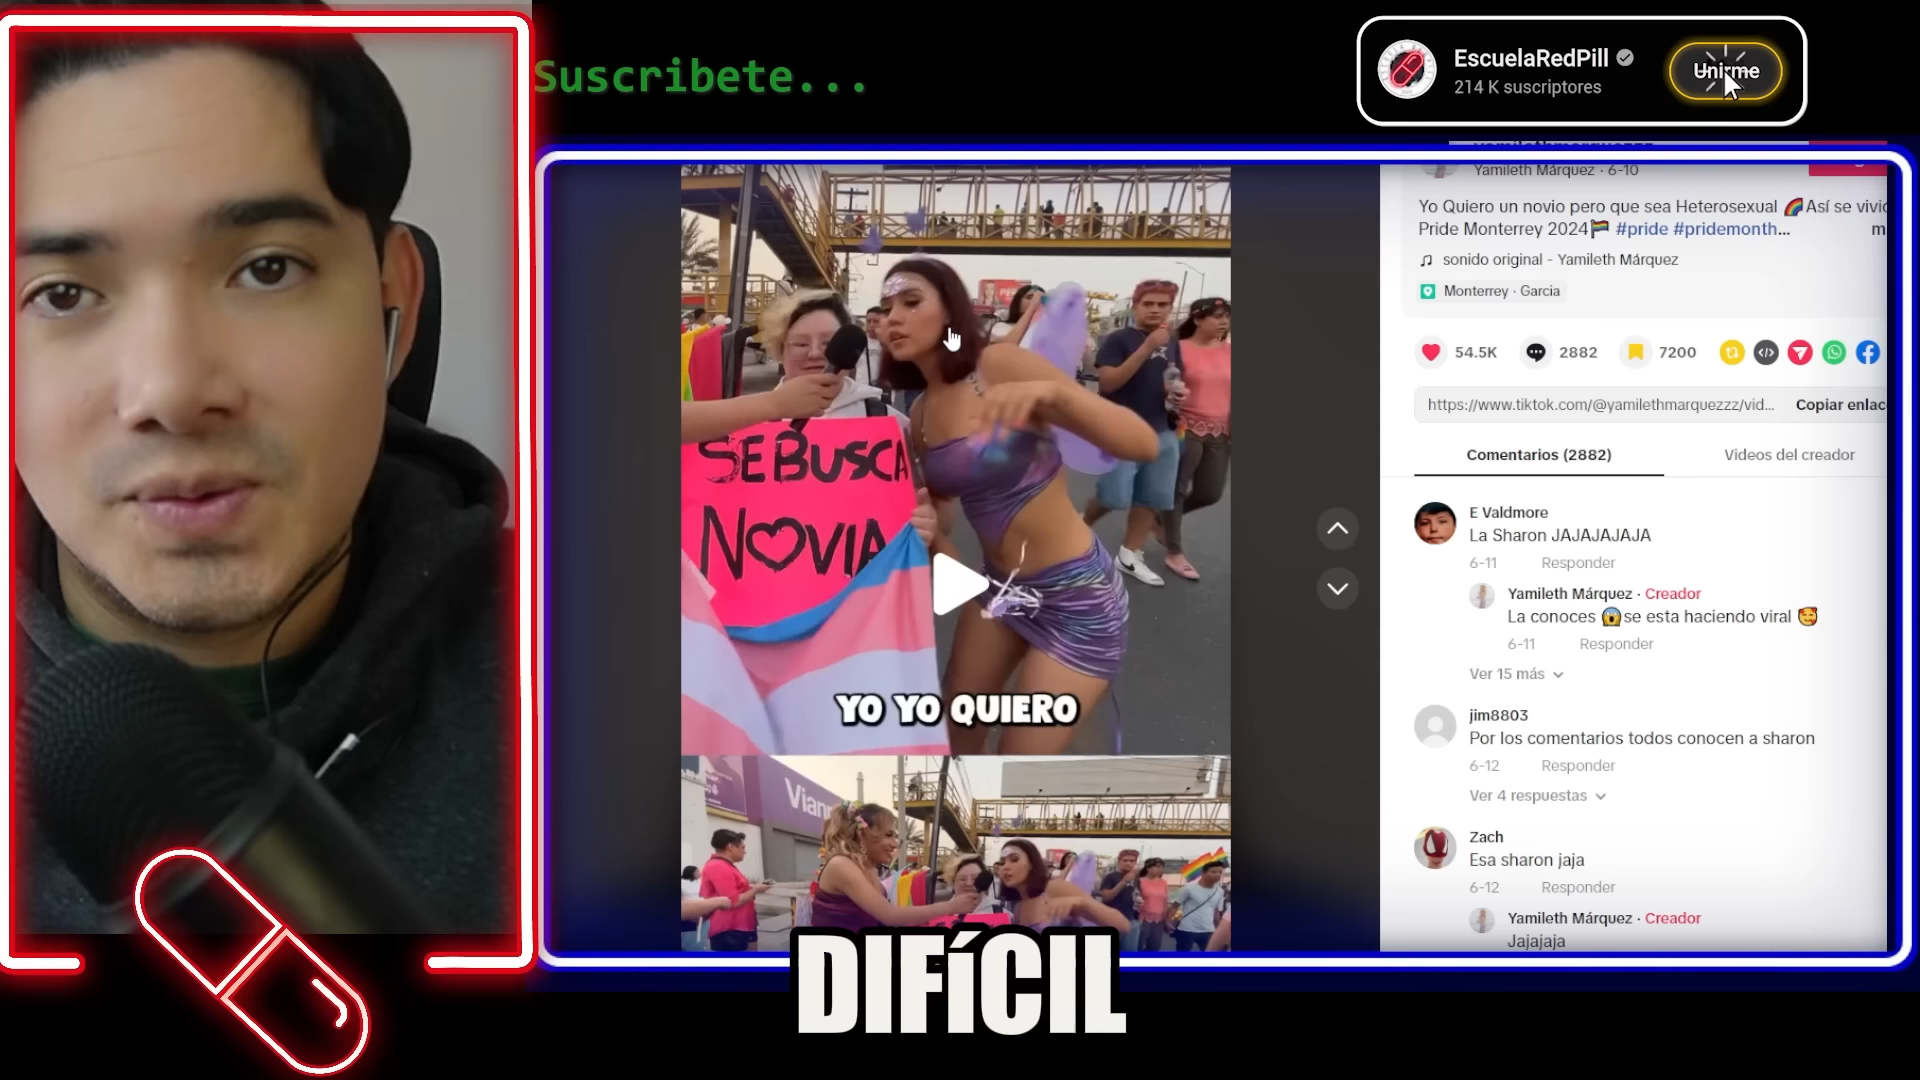 Suscribete...
EscuelaRedPill
214 K suscriptores
Unirme
Yamileth Márquez · 6-10
Yo Quiero un novio pero que sea Heterosexual 🌈Así se vivi
Pride Monterrey 2024🏴 #pride #pridemonth... m
sonido original - Yamileth Márquez
Monterrey · Garcia
54.5K 2882 7200
https://www.tiktok.com/@yamilethmarquezzz/vid... Copiar enlac
Comentarios (2882) Videos del creador
E Valdmore
La Sharon JAJAJAJAJA
6-11 Responder
Yamileth Márquez · Creador
La conoces 😱se esta haciendo viral 🥰
6-11 Responder
Ver 15 más
jim8803
Por los comentarios todos conocen a sharon
6-12 Responder
Ver 4 respuestas
Zach
Esa sharon jaja
6-12 Responder
Yamileth Márquez · Creador
Jajajaja
SE BUSCA
NOVIA
YO YO QUIERO
Viann
DIFíCIL